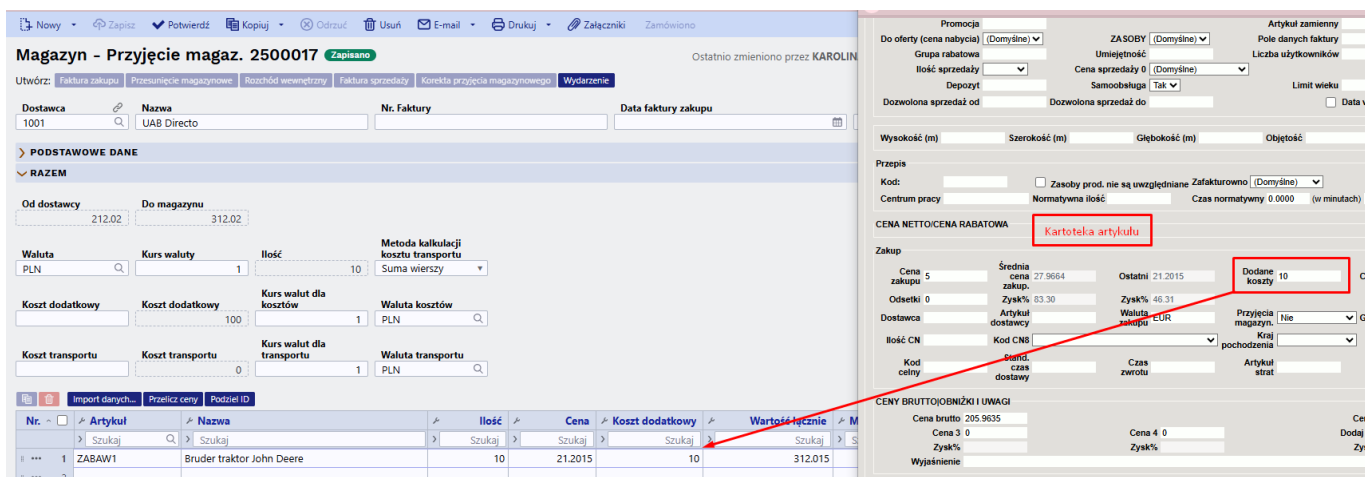 Nowy Zapisz Potwierdź Kopiuj Odrzuć Usuń E-mail Drukuj Załączniki Zamówiono
Magazyn - Przyjęcie magaz. 2500017 Zapisano
Ostatnio zmieniono przez KAROLIN
Utwórz: Faktura zakupu Przesunięcie magazynowe Rozchód wewnętrzny Faktura sprzedaży Korekta przyjęcia magazynowego Wydarzenie
Dostawca Nazwa Nr. Faktury Data faktury zakupu
1001 UAB Directo
PODSTAWOWE DANE
RAZEM
Od dostawcy Do magazynu
212.02 312.02
Waluta Kurs waluty Ilość Metoda kalkulacji kosztu transportu
PLN 1 10 Suma wierszy
Koszt dodatkowy Koszt dodatkowy Kurs walut dla kosztów Waluta kosztów
100 1 PLN
Koszt transportu Koszt transportu Kurs walut dla transportu Waluta transportu
0 1 PLN
Import danych... Przelicz ceny Podziel ID
Nr. Artykuł Nazwa Ilość Cena Koszt dodatkowy Wartość łącznie M
Szukaj Szukaj Szukaj Szukaj Szukaj Szukaj S
1 ZABAW1 Bruder traktor John Deere 10 21.2015 10 312.015
Promocja Artykuł zamienny
Do oferty (cena nabycia) (Domyślne) ZASOBY (Domyślne) Pole danych faktury
Grupa rabatowa Umiejętność Liczba użytkowników
Ilość sprzedaży Cena sprzedaży 0 (Domyślne)
Depozyt Samoobsługa Tak Limit wieku
Dozwolona sprzedaż od Dozwolona sprzedaż do Data
Wysokość (m) Szerokość (m) Głębokość (m) Objętość
Przepis
Kod: Zasoby prod. nie są uwzględniane Zafakturowno (Domyślne)
Centrum pracy Normatywna ilość Czas normatywny 0.0000 (w minutach)
CENA NETTO/CENA RABATOWA
Kartoteka artykułu
Zakup
Cena zakupu 5 Średnia cena zakup. 27.9664 Ostatni 21.2015 Dodane koszty 10
Odsetki 0 Zysk% 83.30 Zysk% 46.31
Dostawca Artykuł dostawcy Waluta zakupu EUR Przyjęcia magazyn. Nie G
Ilość CN Kod CN8 Kraj pochodzenia
Kod celny Stand. czas dostawy Czas zwrotu Artykuł strat
CENY BRUTTO|OBNIŻKI I UWAGI
Cena brutto 205.9635
Cena 3 0 Cena 4 0 Dodaj
Zysk% Zysk%
Wyjaśnienie